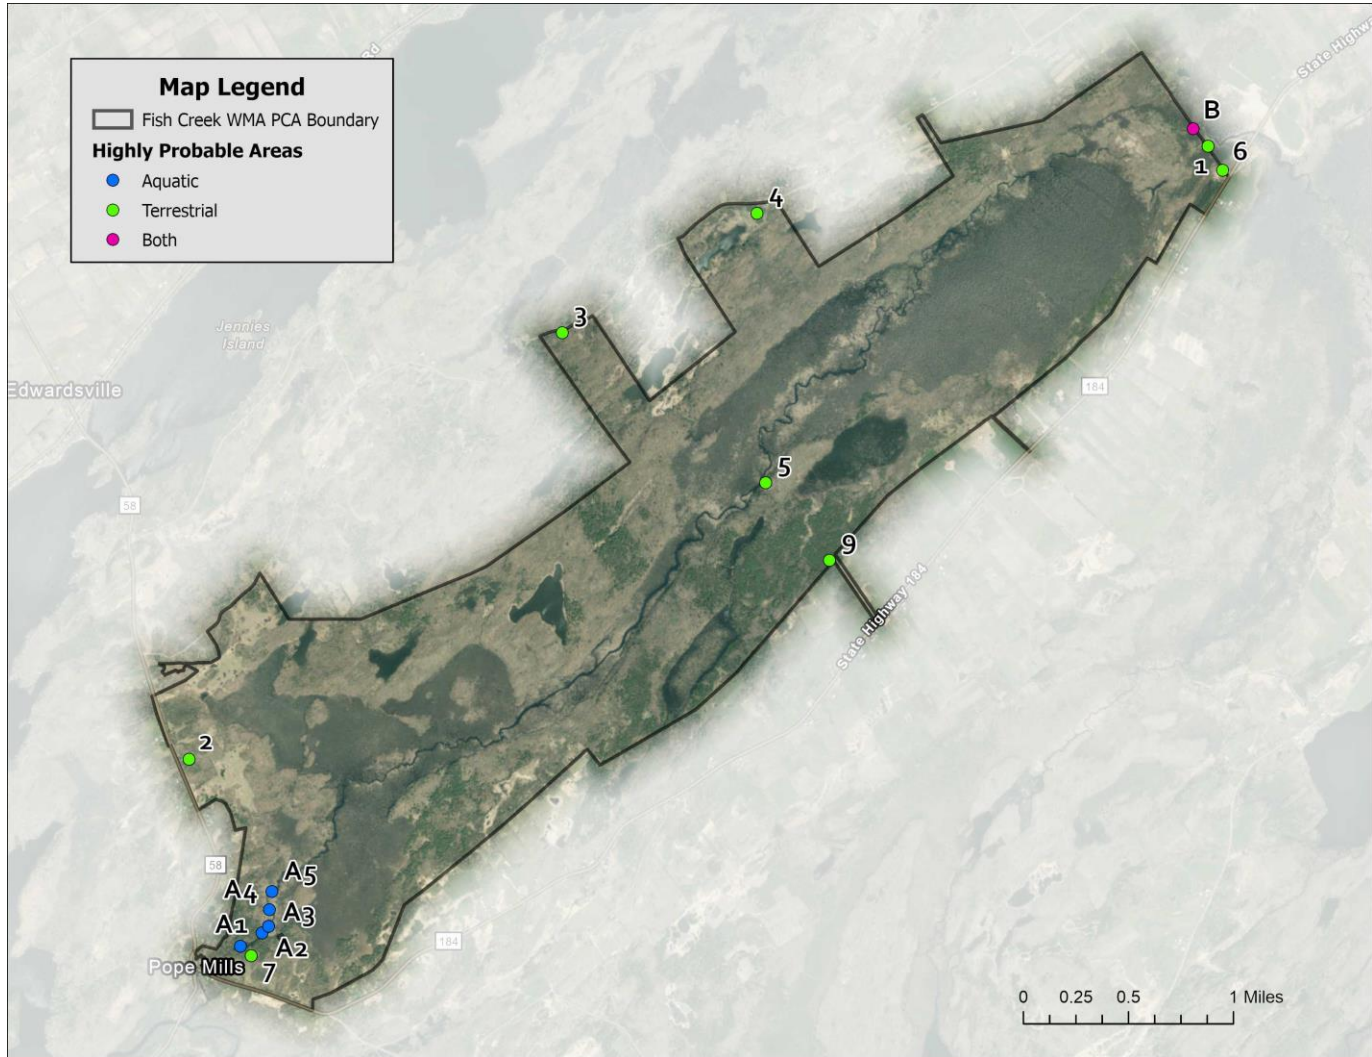 Map Legend
Fish Creek WMA PCA Boundary
Highly Probable Areas
Aquatic
Terrestrial
Both
Rd
State Highway
B
1
6
4
3
Jennies
Island
Edwardsville
184
58
5
9
State Highway 184
2
58
A5
A4
A3
A1
A2
7
184
Pope Mills
0 0.25 0.5 1 Miles